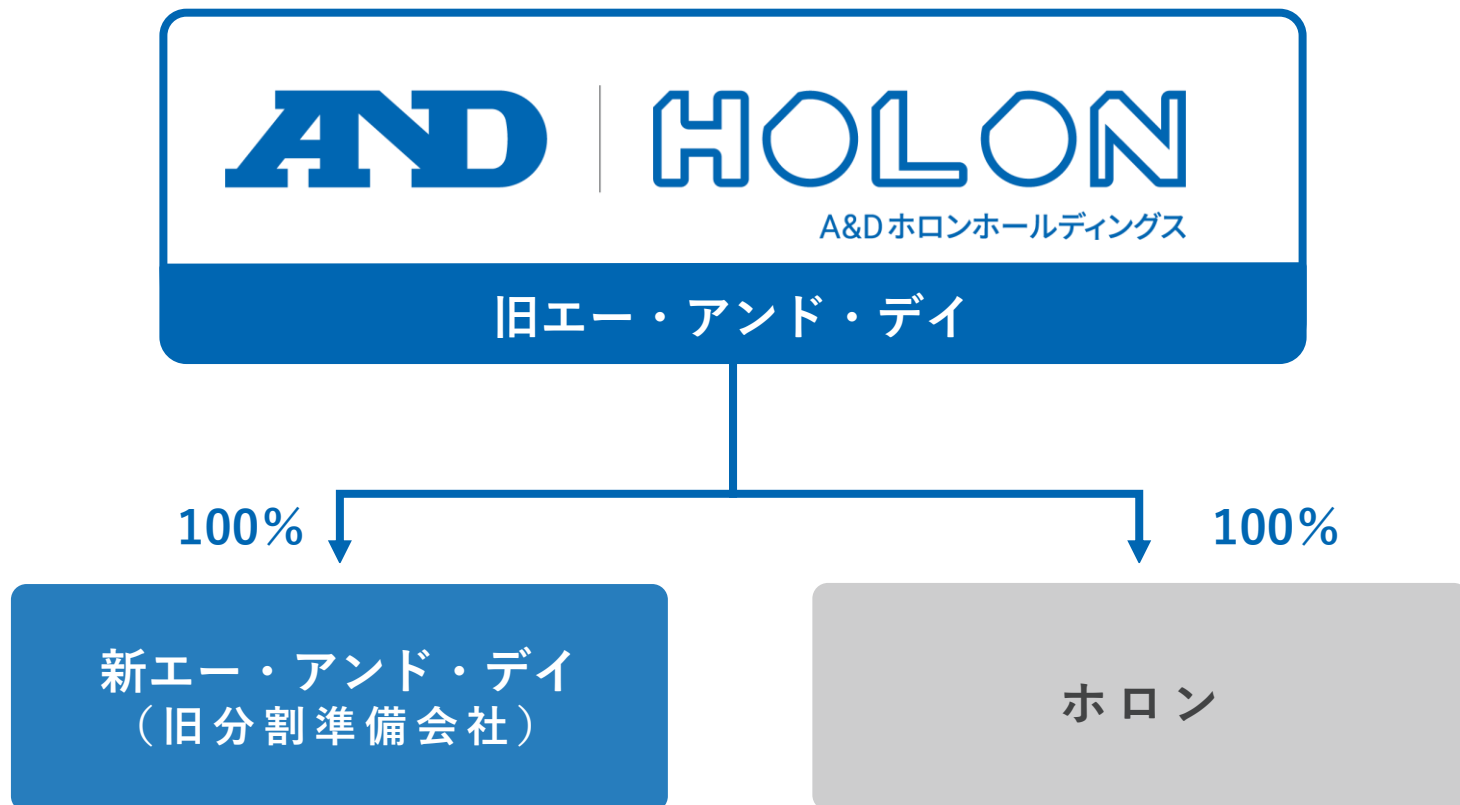 AND HOLON
A&Dホロンホールディングス
旧エー・アンド・デイ
100% 100%
新エー・アンド・デイ
（旧分割準備会社）
ホロン